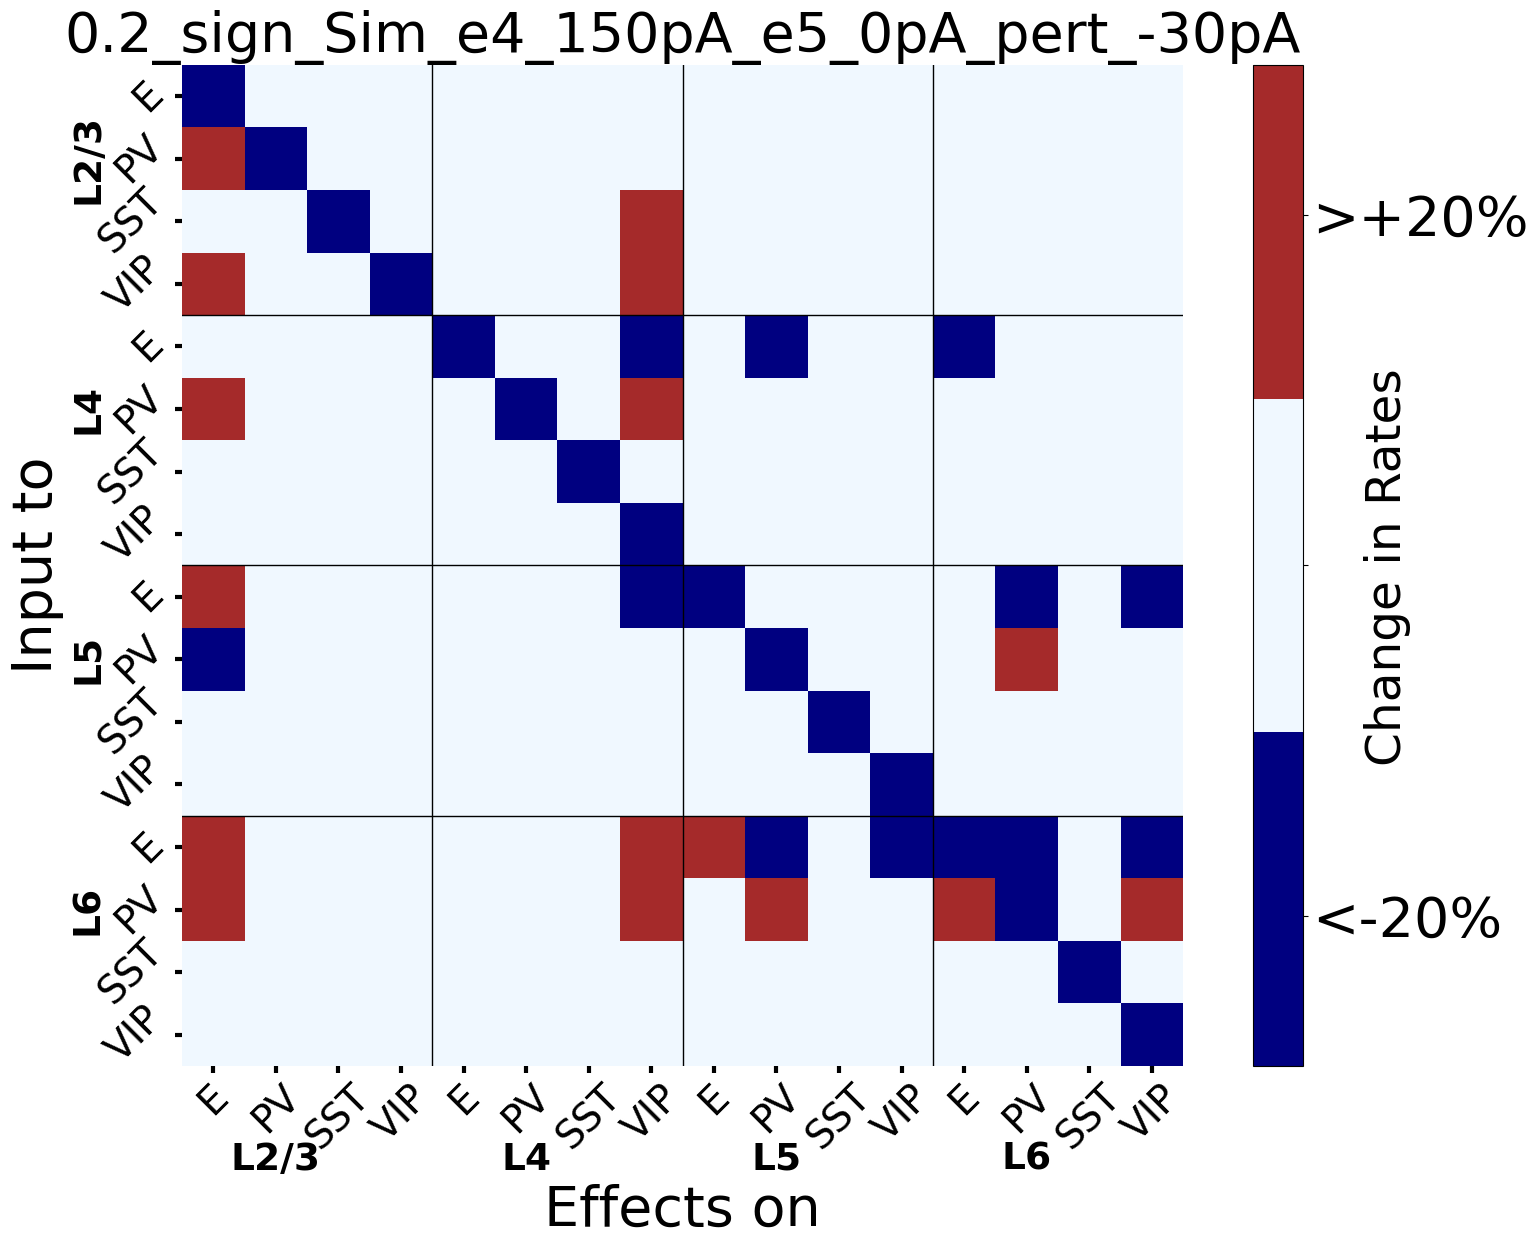 0.2_sign_Sim_e4_150pA_e5_0pA_pert_-30pA
Input to
L2/3
E
PV
SST
VIP
L4
E
PV
SST
VIP
L5
E
PV
SST
VIP
L6
E
PV
SST
VIP
E
PV
SST
VIP
E
PV
SST
VIP
E
PV
SST
VIP
E
PV
SST
VIP
L2/3
L4
L5
L6
Effects on
>+20%
<-20%
Change in Rates